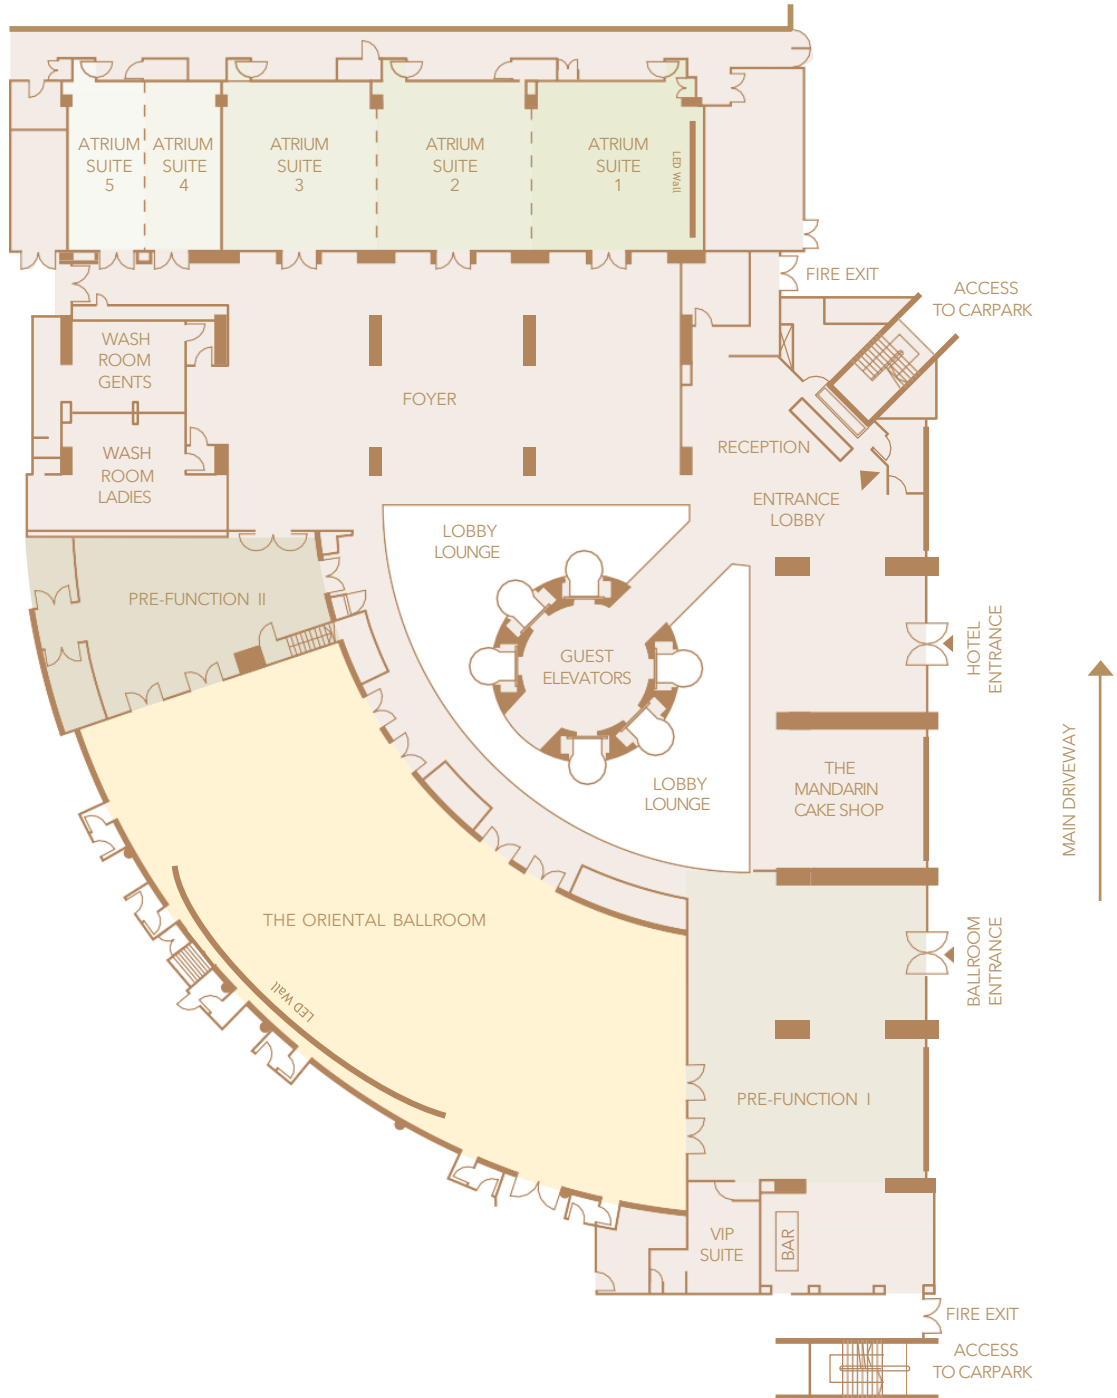 ATRIUM
SUITE
5
ATRIUM
SUITE
4
ATRIUM
SUITE
3
ATRIUM
SUITE
2
ATRIUM
SUITE
1
LED Wall
FIRE EXIT
ACCESS
TO CARPARK
WASH
ROOM
GENTS
FOYER
RECEPTION
WASH
ROOM
LADIES
ENTRANCE
LOBBY
LOBBY
LOUNGE
PRE-FUNCTION II
HOTEL
ENTRANCE
GUEST
ELEVATORS
MAIN DRIVEWAY
THE
MANDARIN
CAKE SHOP
LOBBY
LOUNGE
THE ORIENTAL BALLROOM
BALLROOM
ENTRANCE
LED Wall
PRE-FUNCTION I
VIP
SUITE
BAR
FIRE EXIT
ACCESS
TO CARPARK